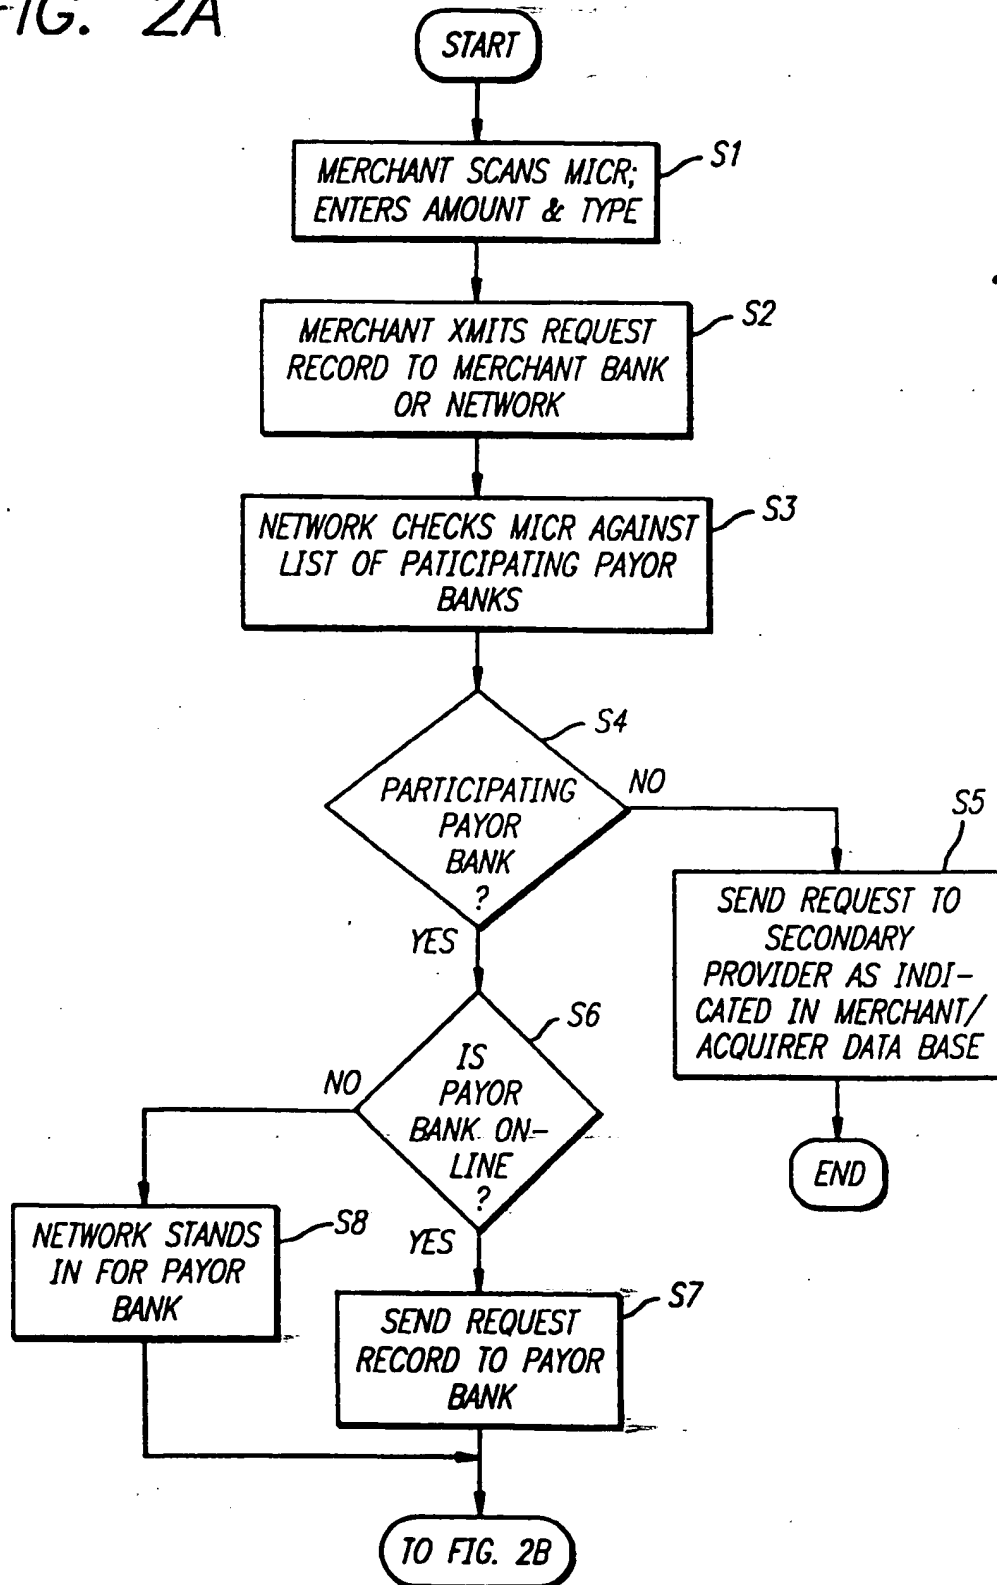 FIG. 2A
START
MERCHANT SCANS MICR;
ENTERS AMOUNT & TYPE
S1
MERCHANT XMITS REQUEST
RECORD TO MERCHANT BANK
OR NETWORK
S2
NETWORK CHECKS MICR AGAINST
LIST OF PATICIPATING PAYOR
BANKS
S3
PARTICIPATING
PAYOR
BANK
?
S4
NO
YES
SEND REQUEST TO
SECONDARY
PROVIDER AS INDI-
CATED IN MERCHANT/
ACQUIRER DATA BASE
S5
END
IS
PAYOR
BANK ON-
LINE
?
S6
NO
YES
NETWORK STANDS
IN FOR PAYOR
BANK
S8
SEND REQUEST
RECORD TO PAYOR
BANK
S7
TO FIG. 2B